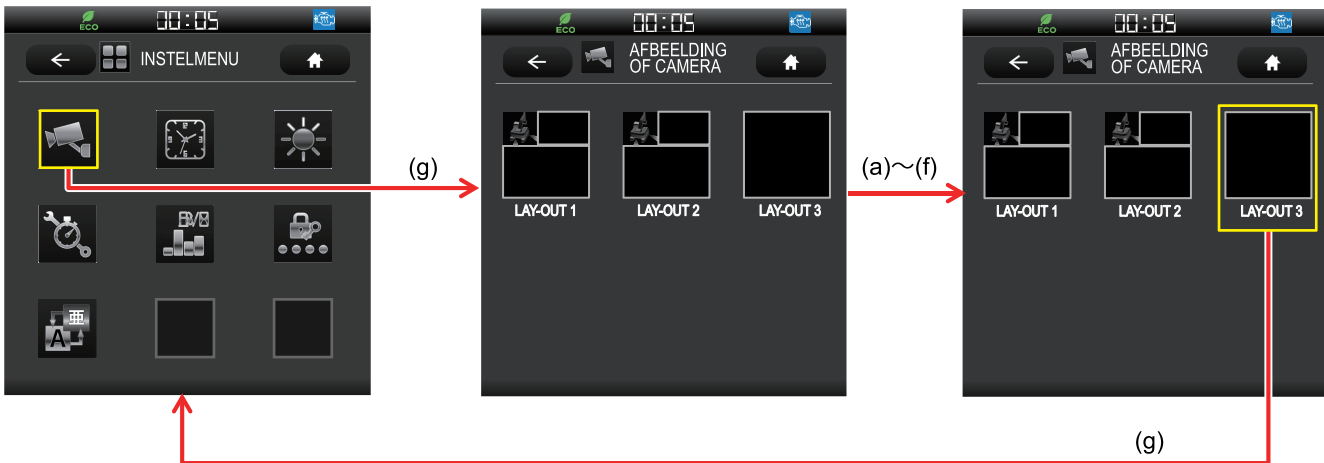 ECO 00:05
INSTELMENU
(g)
亜
A
ECO 00:05
AFBEELDING
OF CAMERA
LAY-OUT 1 LAY-OUT 2 LAY-OUT 3
(a)～(f)
ECO 00:05
AFBEELDING
OF CAMERA
LAY-OUT 1 LAY-OUT 2 LAY-OUT 3
(g)